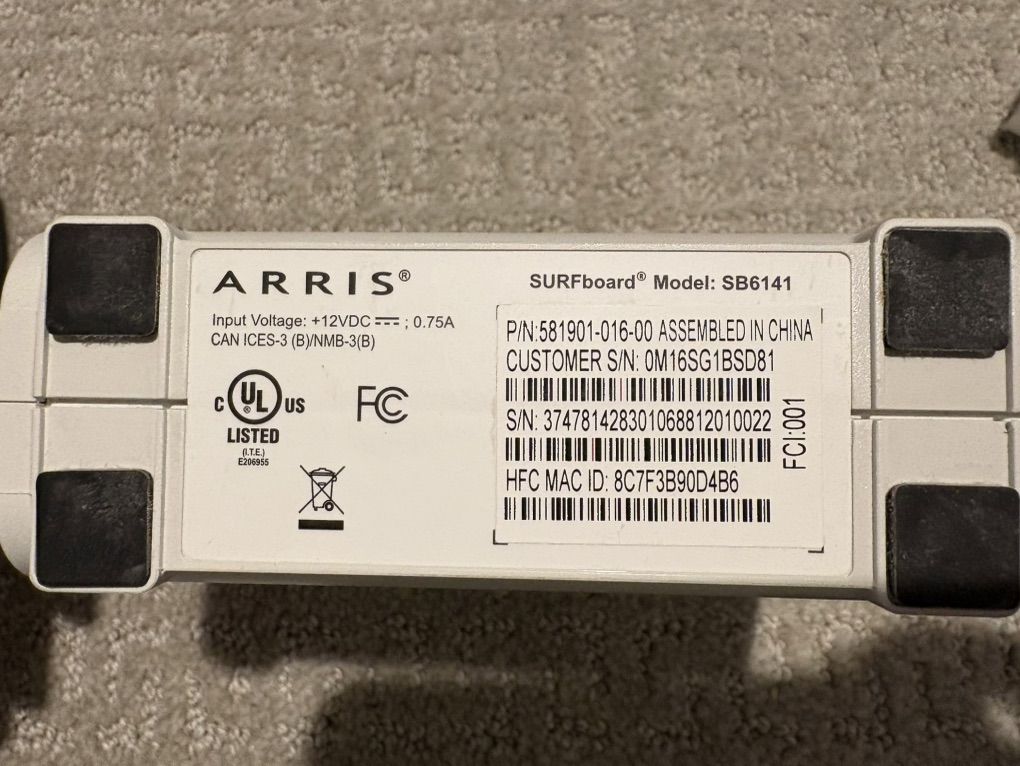 ARRIS®
Input Voltage: +12VDC ⎓ ; 0.75A
CAN ICES-3 (B)/NMB-3(B)
C UL® US
LISTED
(I.T.E.)
E206955
FC
SURFboard® Model: SB6141
P/N:581901-016-00 ASSEMBLED IN CHINA
CUSTOMER S/N: 0M16SG1BSD81
S/N: 374781428301068812010022
HFC MAC ID: 8C7F3B90D4B6
FCI:001